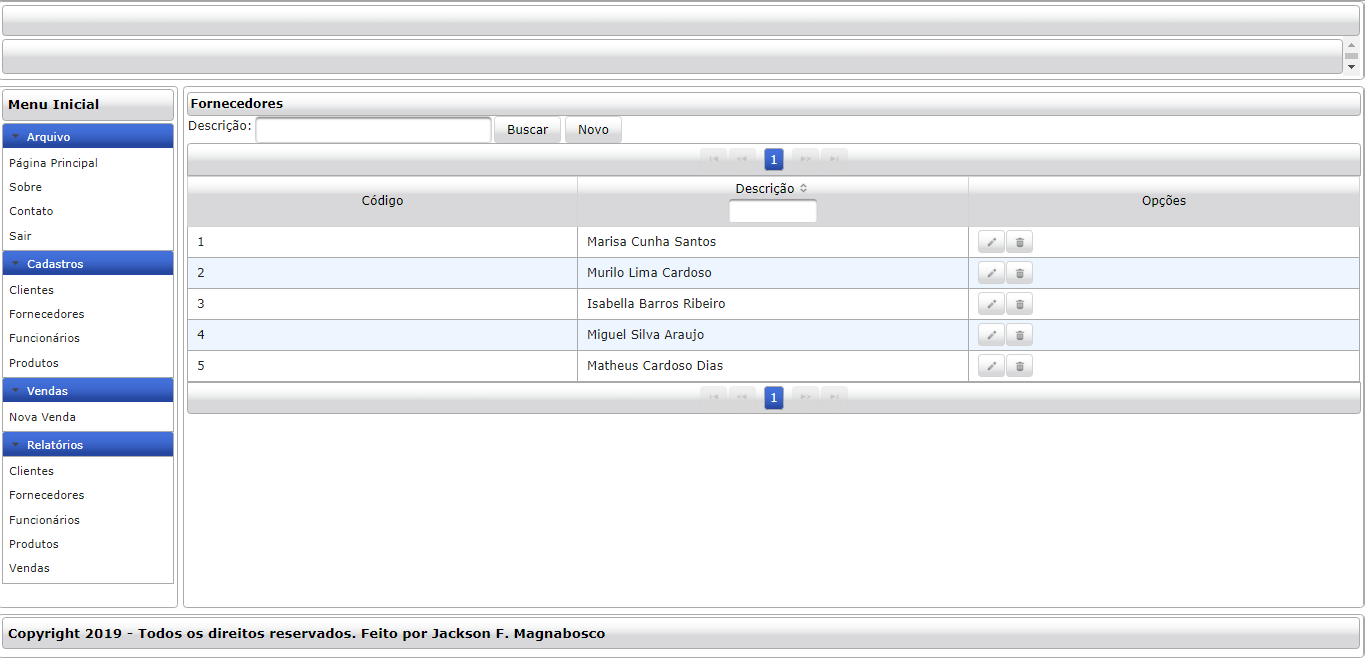 Menu Inicial
Arquivo
Página Principal
Sobre
Contato
Sair
Cadastros
Clientes
Fornecedores
Funcionários
Produtos
Vendas
Nova Venda
Relatórios
Clientes
Fornecedores
Funcionários
Produtos
Vendas
Fornecedores
Descrição: Buscar Novo
1
Código Descrição Opções
1 Marisa Cunha Santos
2 Murilo Lima Cardoso
3 Isabella Barros Ribeiro
4 Miguel Silva Araujo
5 Matheus Cardoso Dias
1
Copyright 2019 - Todos os direitos reservados. Feito por Jackson F. Magnabosco